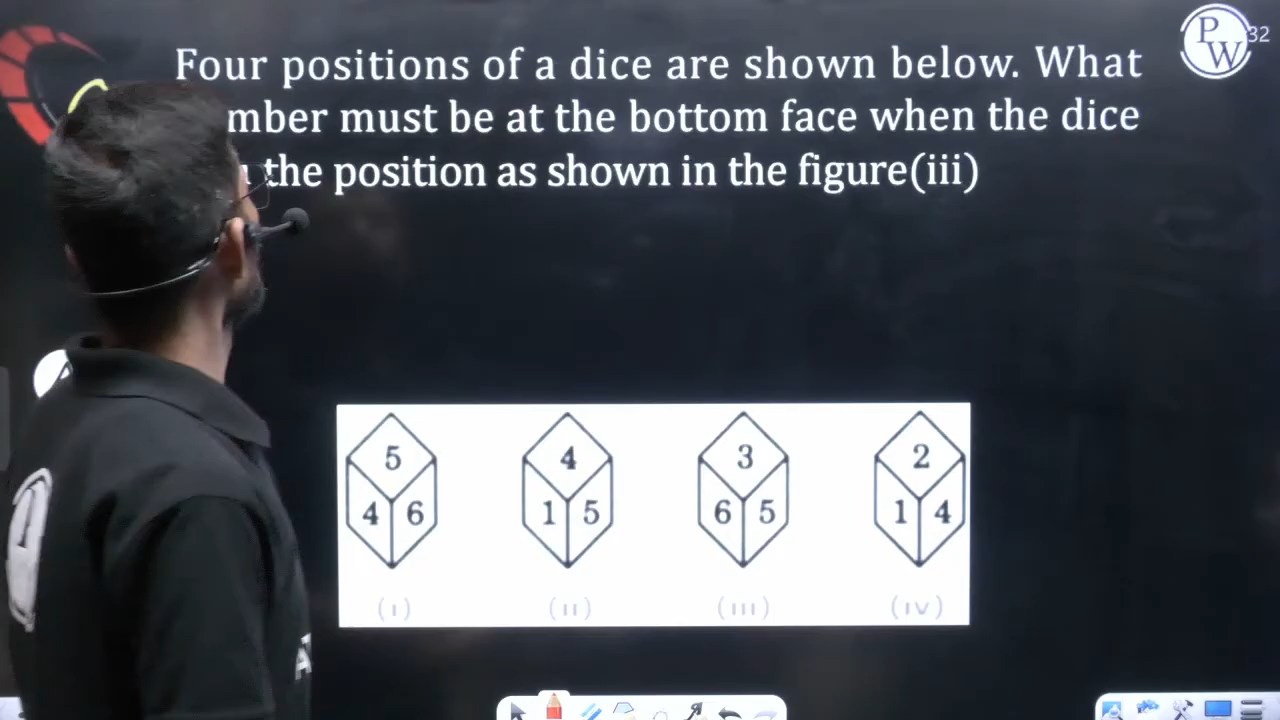 Four positions of a dice are shown below. What
mber must be at the bottom face when the dice
the position as shown in the figure(iii)
P
W
32
5
4 6
(i)
4
1 5
(ii)
3
6 5
(iii)
2
1 4
(iv)